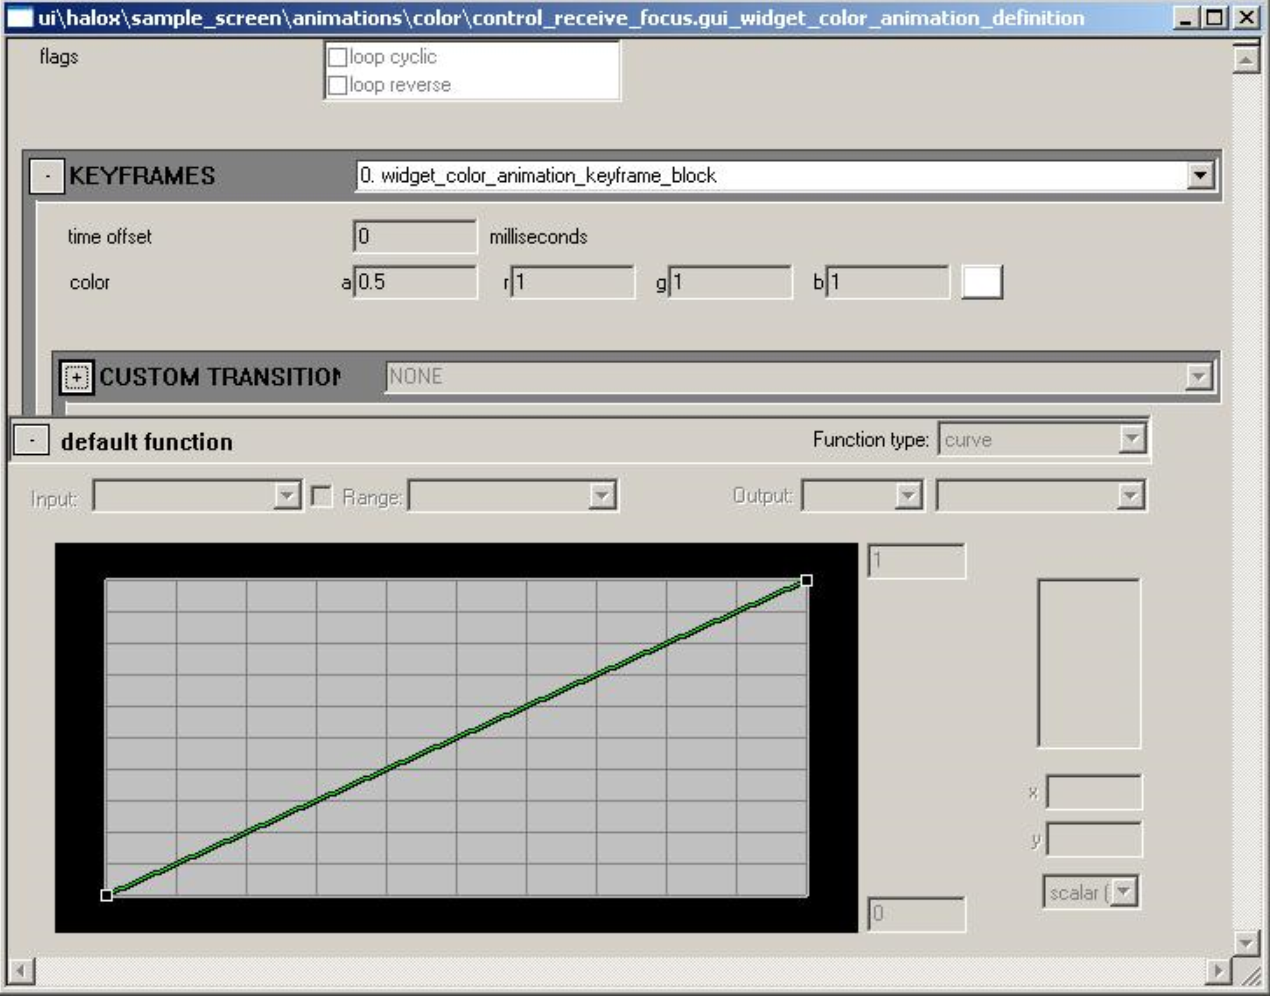 ui\halox\sample_screen\animations\color\control_receive_focus.gui_widget_color_animation_definition
flags
loop cyclic
loop reverse
- KEYFRAMES 0. widget_color_animation_keyframe_block
time offset 0 milliseconds
color a 0.5 r 1 g 1 b 1
+ CUSTOM TRANSITION NONE
- default function Function type: curve
Input: Range: Output:
1
x
y
scalar (
0